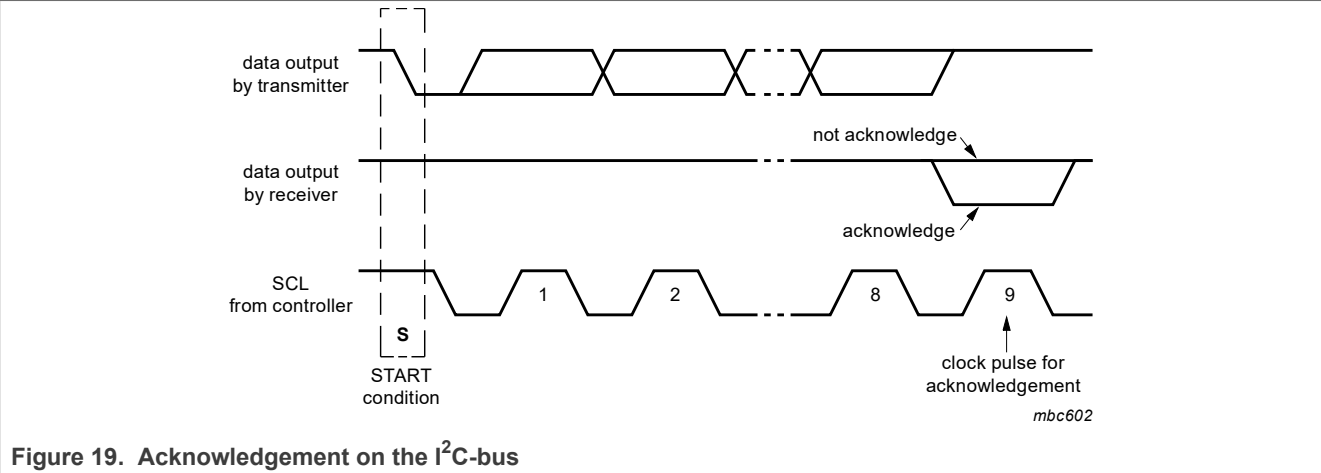 data output
by transmitter
not acknowledge
data output
by receiver
acknowledge
SCL
from controller
1
2
8
9
S
START
condition
clock pulse for
acknowledgement
mbc602
Figure 19. Acknowledgement on the I²C-bus